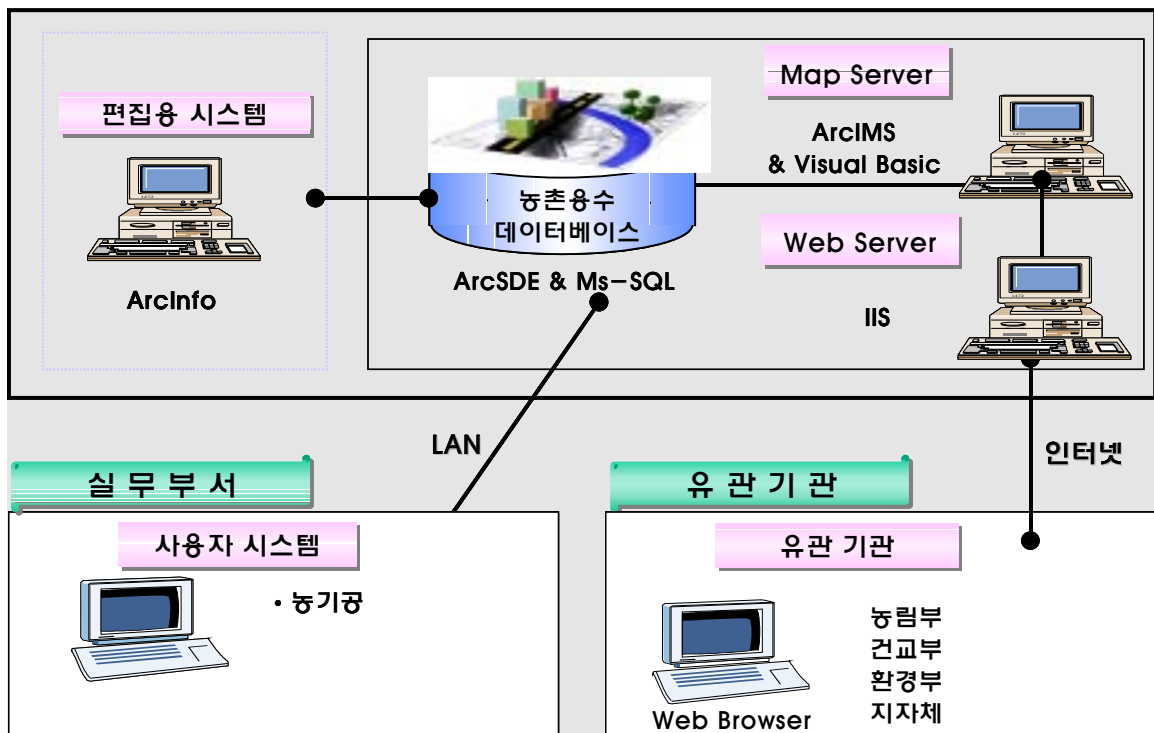 편집용 시스템
ArcInfo
농촌용수
데이터베이스
ArcSDE & Ms-SQL
Map Server
ArcIMS
& Visual Basic
Web Server
IIS
LAN
인터넷
실 무 부 서
사용자 시스템
• 농기공
유 관 기 관
유관 기관
농림부
건교부
환경부
지자체
Web Browser